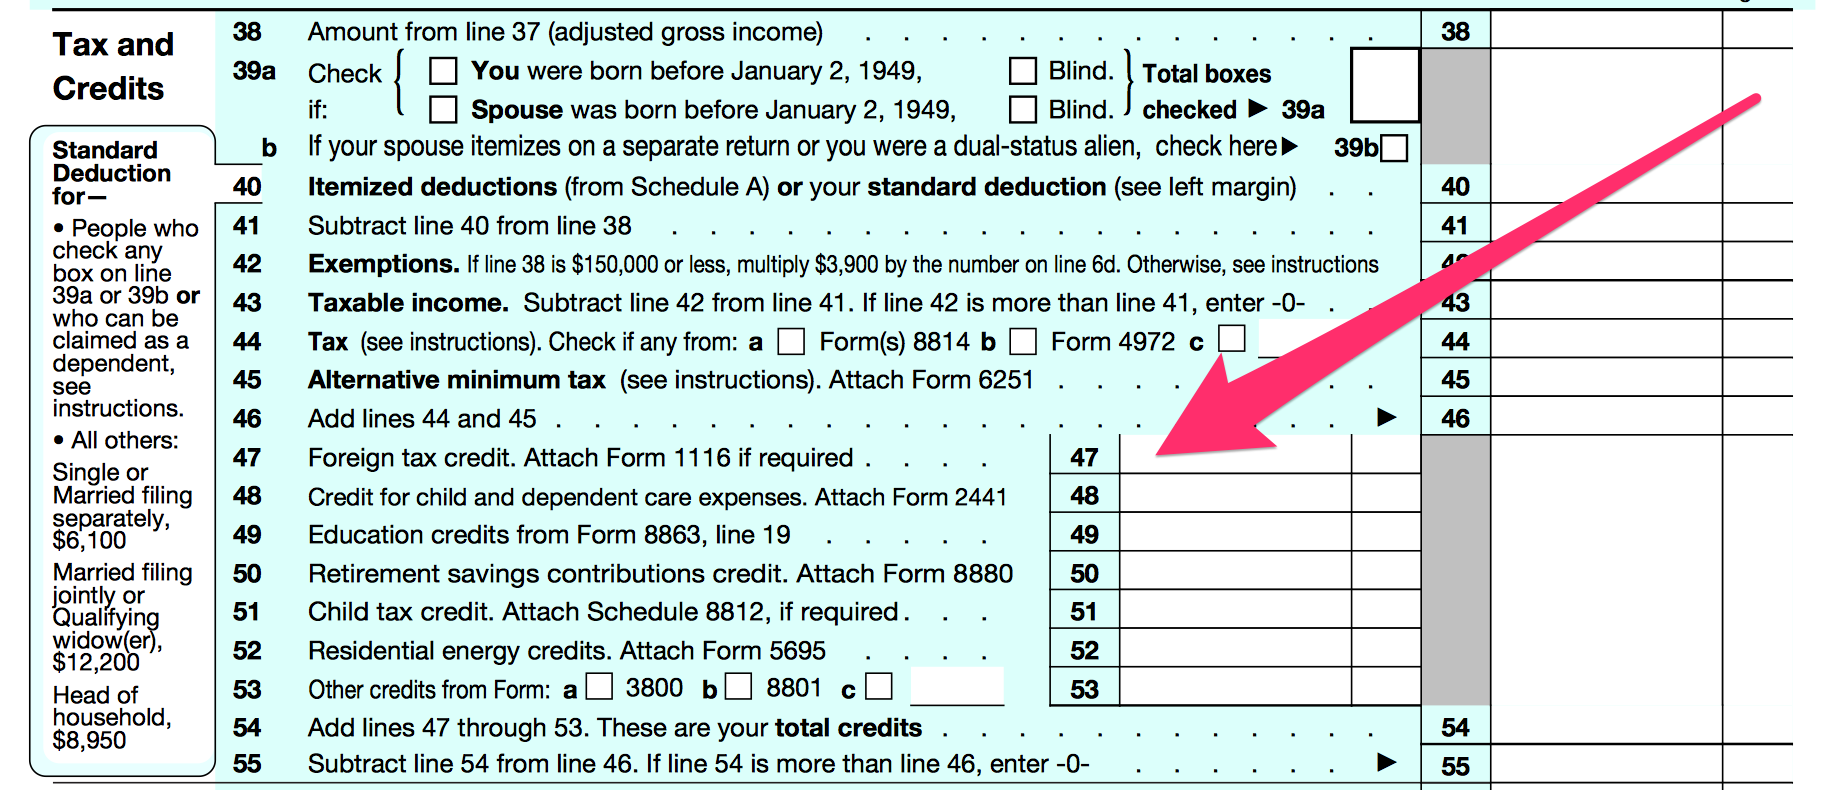 Tax and
Credits
Standard
Deduction
for—
• People who
check any
box on line
39a or 39b or
who can be
claimed as a
dependent,
see
instructions.
• All others:
Single or
Married filing
separately,
$6,100
Married filing
jointly or
Qualifying
widow(er),
$12,200
Head of
household,
$8,950
38 Amount from line 37 (adjusted gross income) . . . . . . . . . . . . . . 38
39a Check if: { You were born before January 2, 1949, Blind. } Total boxes
Spouse was born before January 2, 1949, Blind. checked ▶ 39a
b If your spouse itemizes on a separate return or you were a dual-status alien, check here ▶ 39b
40 Itemized deductions (from Schedule A) or your standard deduction (see left margin) . . 40
41 Subtract line 40 from line 38 . . . . . . . . . . . . . . . . . . . 41
42 Exemptions. If line 38 is $150,000 or less, multiply $3,900 by the number on line 6d. Otherwise, see instructions
43 Taxable income. Subtract line 42 from line 41. If line 42 is more than line 41, enter -0- . . 43
44 Tax (see instructions). Check if any from: a Form(s) 8814 b Form 4972 c 44
45 Alternative minimum tax (see instructions). Attach Form 6251 . . . . . . . 45
46 Add lines 44 and 45 . . . . . . . . . . . . . . . . . . . ▶ 46
47 Foreign tax credit. Attach Form 1116 if required . . . . 47
48 Credit for child and dependent care expenses. Attach Form 2441 48
49 Education credits from Form 8863, line 19 . . . . . 49
50 Retirement savings contributions credit. Attach Form 8880 50
51 Child tax credit. Attach Schedule 8812, if required . . . 51
52 Residential energy credits. Attach Form 5695 . . . . 52
53 Other credits from Form: a 3800 b 8801 c 53
54 Add lines 47 through 53. These are your total credits . . . . . . . . . . . . 54
55 Subtract line 54 from line 46. If line 54 is more than line 46, enter -0- . . . . . . ▶ 55